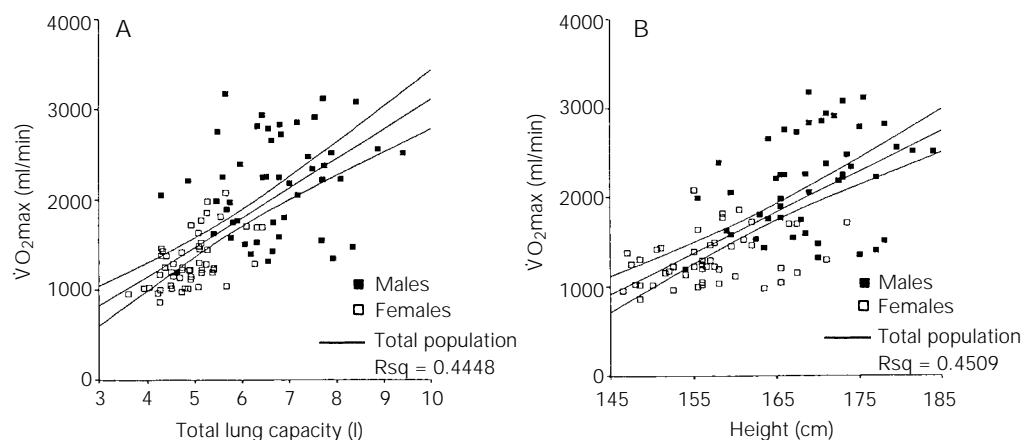 A
4000
3000
2000
1000
0
V̇O₂max (ml/min)
3 4 5 6 7 8 9 10
Total lung capacity (l)
Males
Females
Total population
Rsq = 0.4448
B
4000
3000
2000
1000
0
V̇O₂max (ml/min)
145 155 165 175 185
Height (cm)
Males
Females
Total population
Rsq = 0.4509